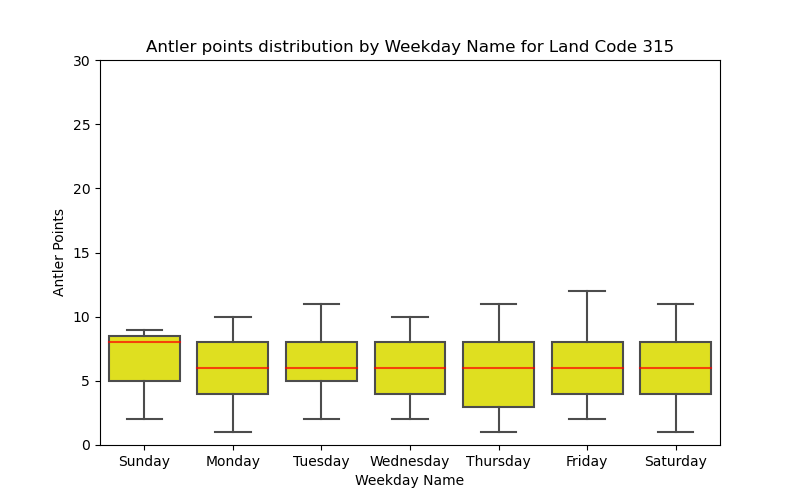 Antler points distribution by Weekday Name for Land Code 315
30
25
20
15
10
5
0
Antler Points
Sunday Monday Tuesday Wednesday Thursday Friday Saturday
Weekday Name